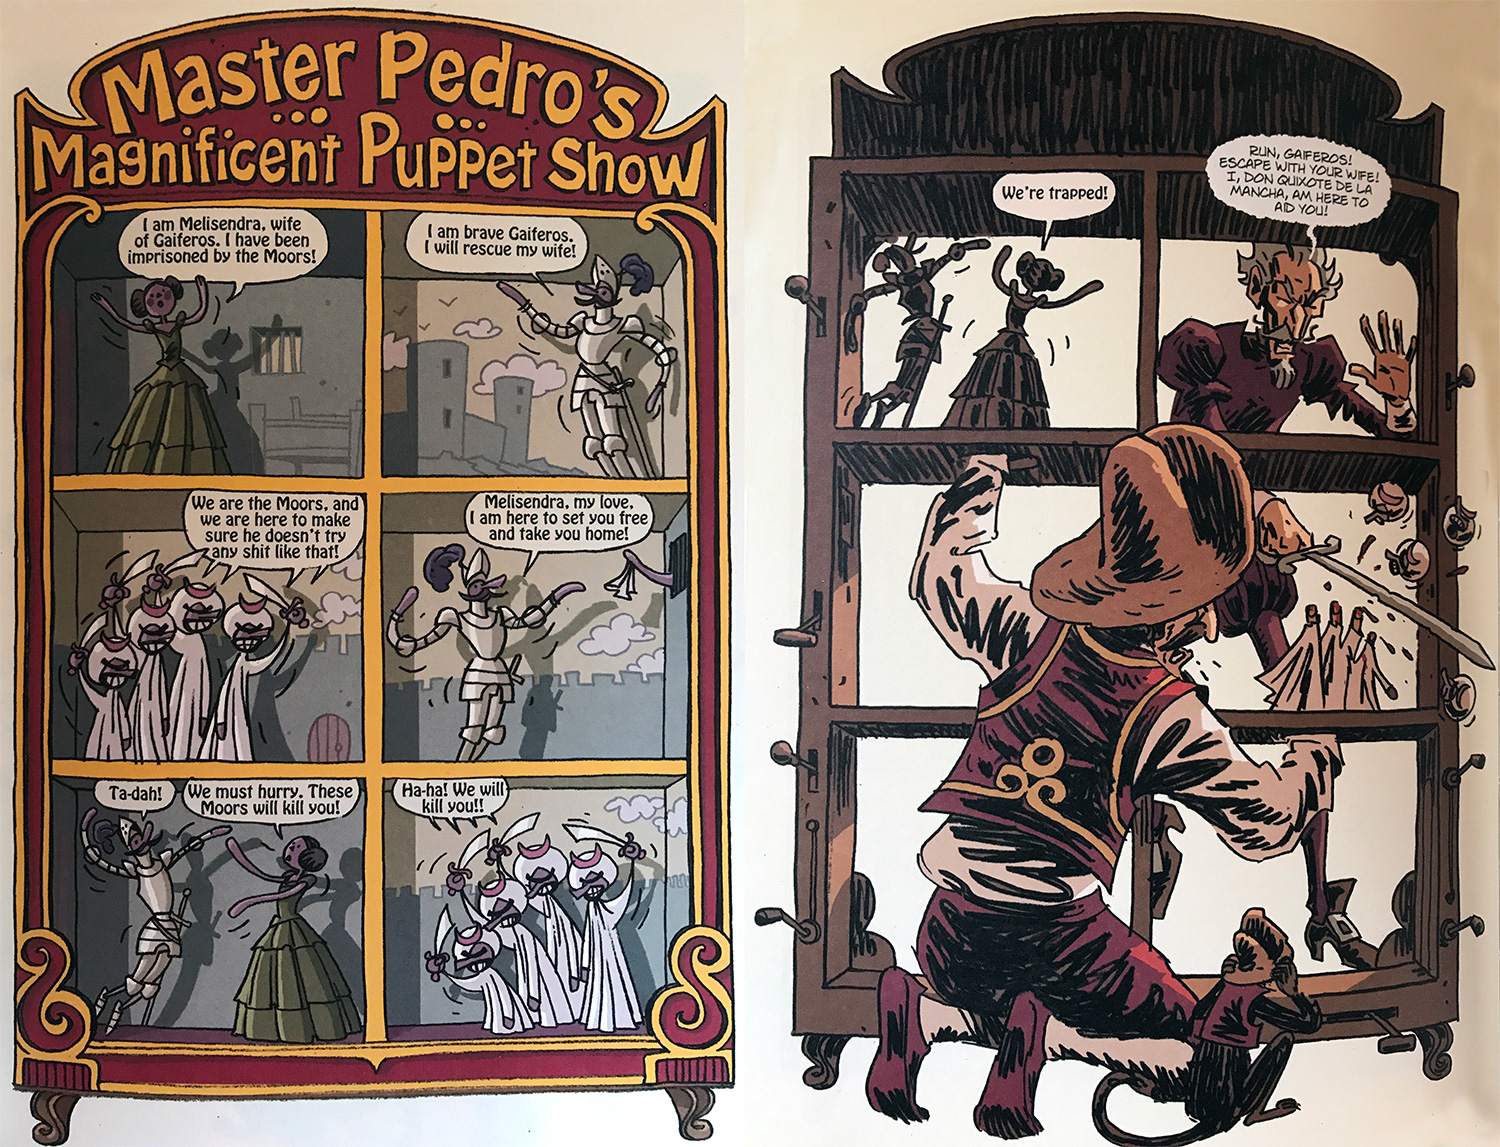 Master Pedro's
Magnificent Puppet Show
I am Melisendra, wife
of Gaiferos. I have been
imprisoned by the Moors!
I am brave Gaiferos.
I will rescue my wife!
We are the Moors, and
we are here to make
sure he doesn't try
any shit like that!
Melisendra, my love,
I am here to set you free
and take you home!
Ta-dah!
We must hurry. These
Moors will kill you!
Ha-ha! We will
kill you!!
We're trapped!
RUN, GAIFEROS!
ESCAPE WITH YOUR WIFE!
I, DON QUIXOTE DE LA
MANCHA, AM HERE TO
AID YOU!